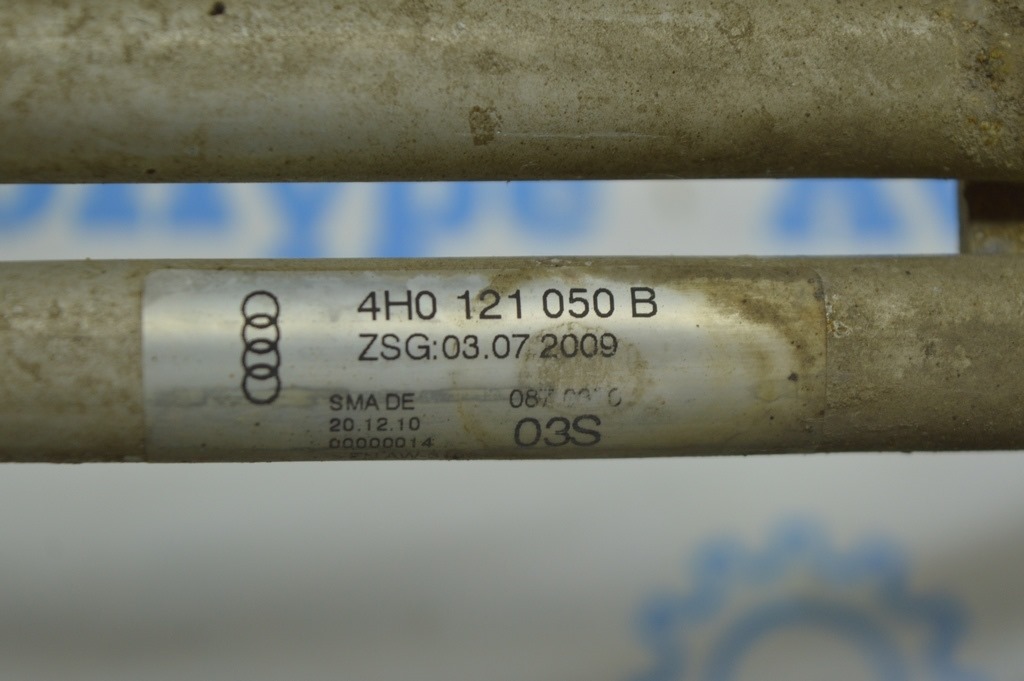 4H0 121 050 B
ZSG:03.07 2009
SMA DE
20.12.10
03S
00000014